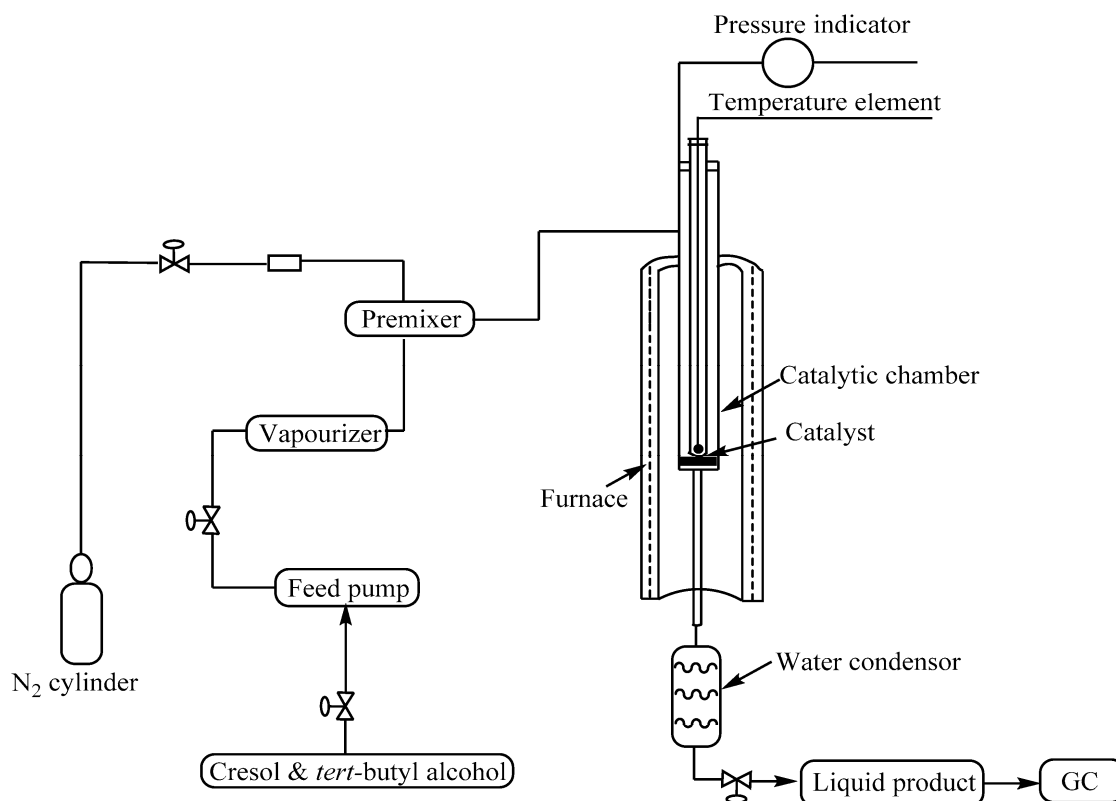 Pressure indicator
Temperature element
Premixer
Catalytic chamber
Vapourizer
Catalyst
Furnace
Feed pump
N₂ cylinder
Water condensor
Cresol & tert-butyl alcohol
Liquid product
GC